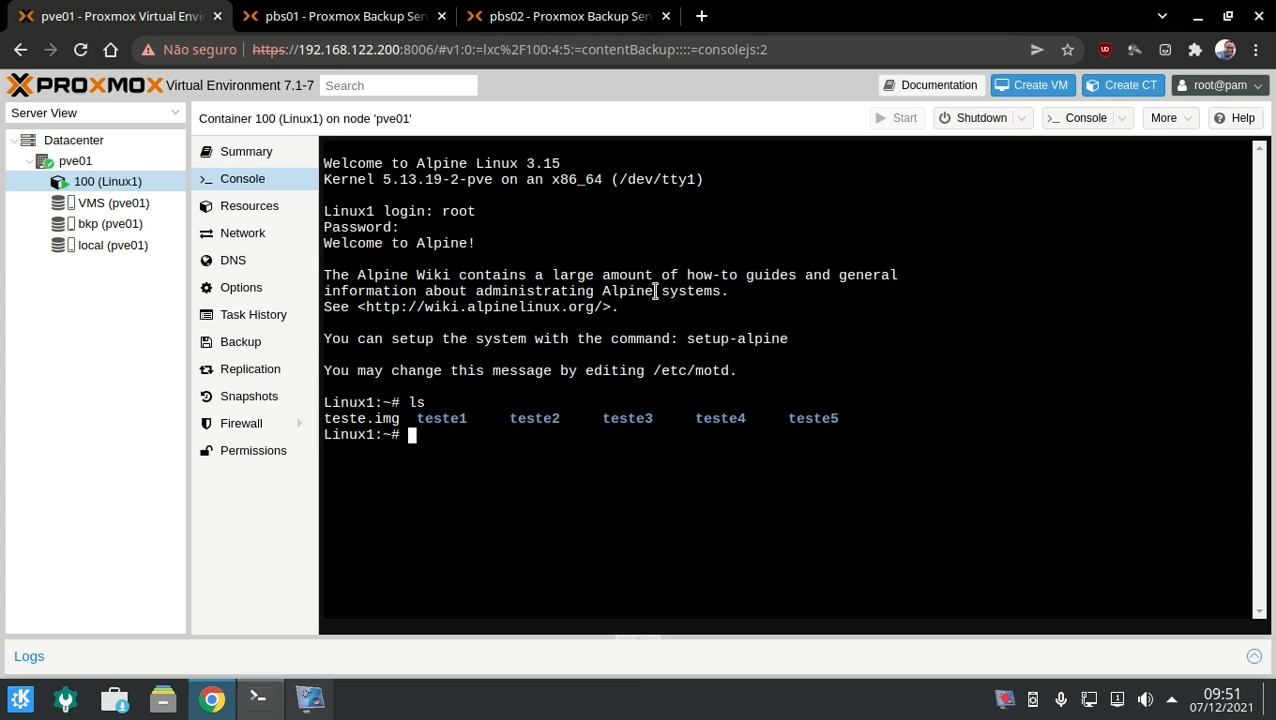 pve01 - Proxmox Virtual Envir
pbs01 - Proxmox Backup Serv
pbs02 - Proxmox Backup Serv
Não seguro
https://192.168.122.200:8006/#v1:0:=lxc%2F100:4:5:=contentBackup::::=consolejs:2
PROXMOX Virtual Environment 7.1-7
Search
Documentation
Create VM
Create CT
root@pam
Server View
Datacenter
pve01
100 (Linux1)
VMS (pve01)
bkp (pve01)
local (pve01)
Container 100 (Linux1) on node 'pve01'
Start
Shutdown
Console
More
Help
Summary
Console
Resources
Network
DNS
Options
Task History
Backup
Replication
Snapshots
Firewall
Permissions
Welcome to Alpine Linux 3.15
Kernel 5.13.19-2-pve on an x86_64 (/dev/tty1)
Linux1 login: root
Password:
Welcome to Alpine!
The Alpine Wiki contains a large amount of how-to guides and general
information about administrating Alpine systems.
See <http://wiki.alpinelinux.org/>.
You can setup the system with the command: setup-alpine
You may change this message by editing /etc/motd.
Linux1:~# ls
teste.img teste1 teste2 teste3 teste4 teste5
Linux1:~#
Logs
09:51
07/12/2021